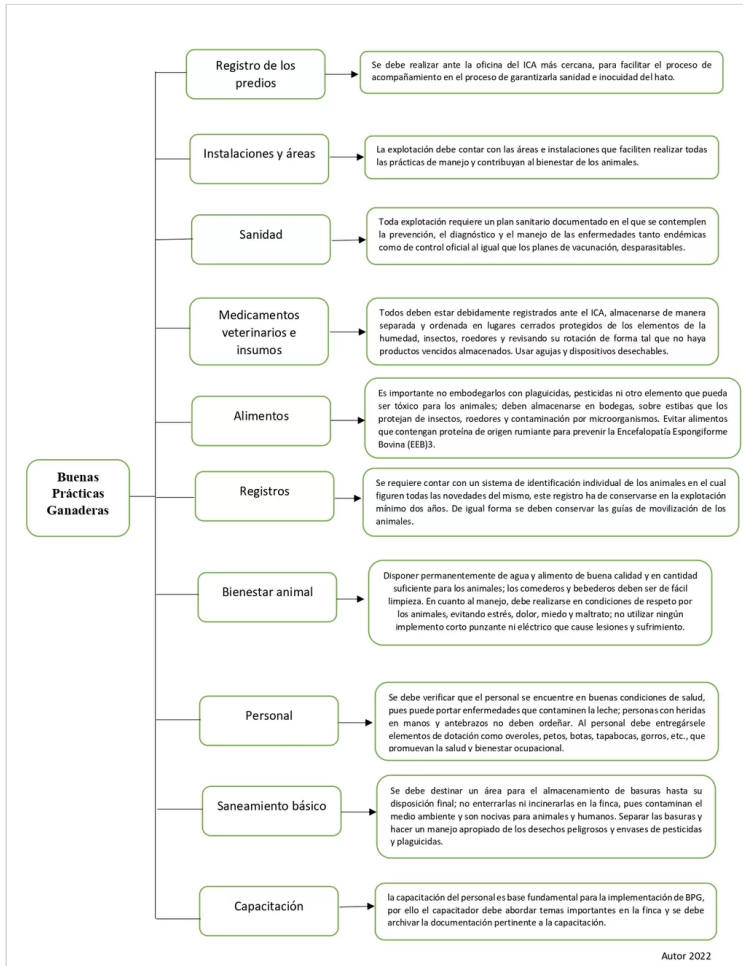 Registro de los
predios
Se debe realizar ante la oficina del ICA más cercana, para facilitar el proceso de
acompañamiento en el proceso de garantizarla sanidad e inocuidad del hato.
Instalaciones y áreas
La explotación debe contar con las áreas e instalaciones que faciliten realizar todas
las prácticas de manejo y contribuyan al bienestar de los animales.
Sanidad
Toda explotación requiere un plan sanitario documentado en el que se contemplen
la prevención, el diagnóstico y el manejo de las enfermedades tanto endémicas
como de control oficial al igual que los planes de vacunación, desparasitables.
Medicamentos
veterinarios e
insumos
Todos deben estar debidamente registrados ante el ICA, almacenarse de manera
separada y ordenada en lugares cerrados protegidos de los elementos de la
humedad, insectos, roedores y revisando su rotación de forma tal que no haya
productos vencidos almacenados. Usar agujas y dispositivos desechables.
Alimentos
Es importante no embodegarlos con plaguicidas, pesticidas ni otro elemento que pueda
ser tóxico para los animales; deben almacenarse en bodegas, sobre estibas que los
protejan de insectos, roedores y contaminación por microorganismos. Evitar alimentos
que contengan proteína de origen rumiante para prevenir la Encefalopatía Espongiforme
Bovina (EEB)3.
Buenas
Prácticas
Ganaderas
Registros
Se requiere contar con un sistema de identificación individual de los animales en el cual
figuren todas las novedades del mismo, este registro ha de conservarse en la explotación
mínimo dos años. De igual forma se deben conservar las guías de movilización de los
animales.
Bienestar animal
Disponer permanentemente de agua y alimento de buena calidad y en cantidad
suficiente para los animales; los comederos y bebederos deben ser de fácil
limpieza. En cuanto al manejo, debe realizarse en condiciones de respeto por
los animales, evitando estrés, dolor, miedo y maltrato; no utilizar ningún
implemento corto punzante ni eléctrico que cause lesiones y sufrimiento.
Personal
Se debe verificar que el personal se encuentre en buenas condiciones de salud,
pues puede portar enfermedades que contaminen la leche; personas con heridas
en manos y antebrazos no deben ordeñar. Al personal debe entregársele
elementos de dotación como overoles, petos, botas, tapabocas, gorros, etc., que
promuevan la salud y bienestar ocupacional.
Saneamiento básico
Se debe destinar un área para el almacenamiento de basuras hasta su
disposición final; no enterrarlas ni incinerarlas en la finca, pues contaminan el
medio ambiente y son nocivas para animales y humanos. Separar las basuras y
hacer un manejo apropiado de los desechos peligrosos y envases de pesticidas
y plaguicidas.
Capacitación
la capacitación del personal es base fundamental para la implementación de BPG,
por ello el capacitador debe abordar temas importantes en la finca y se debe
archivar la documentación pertinente a la capacitación.
Autor 2022